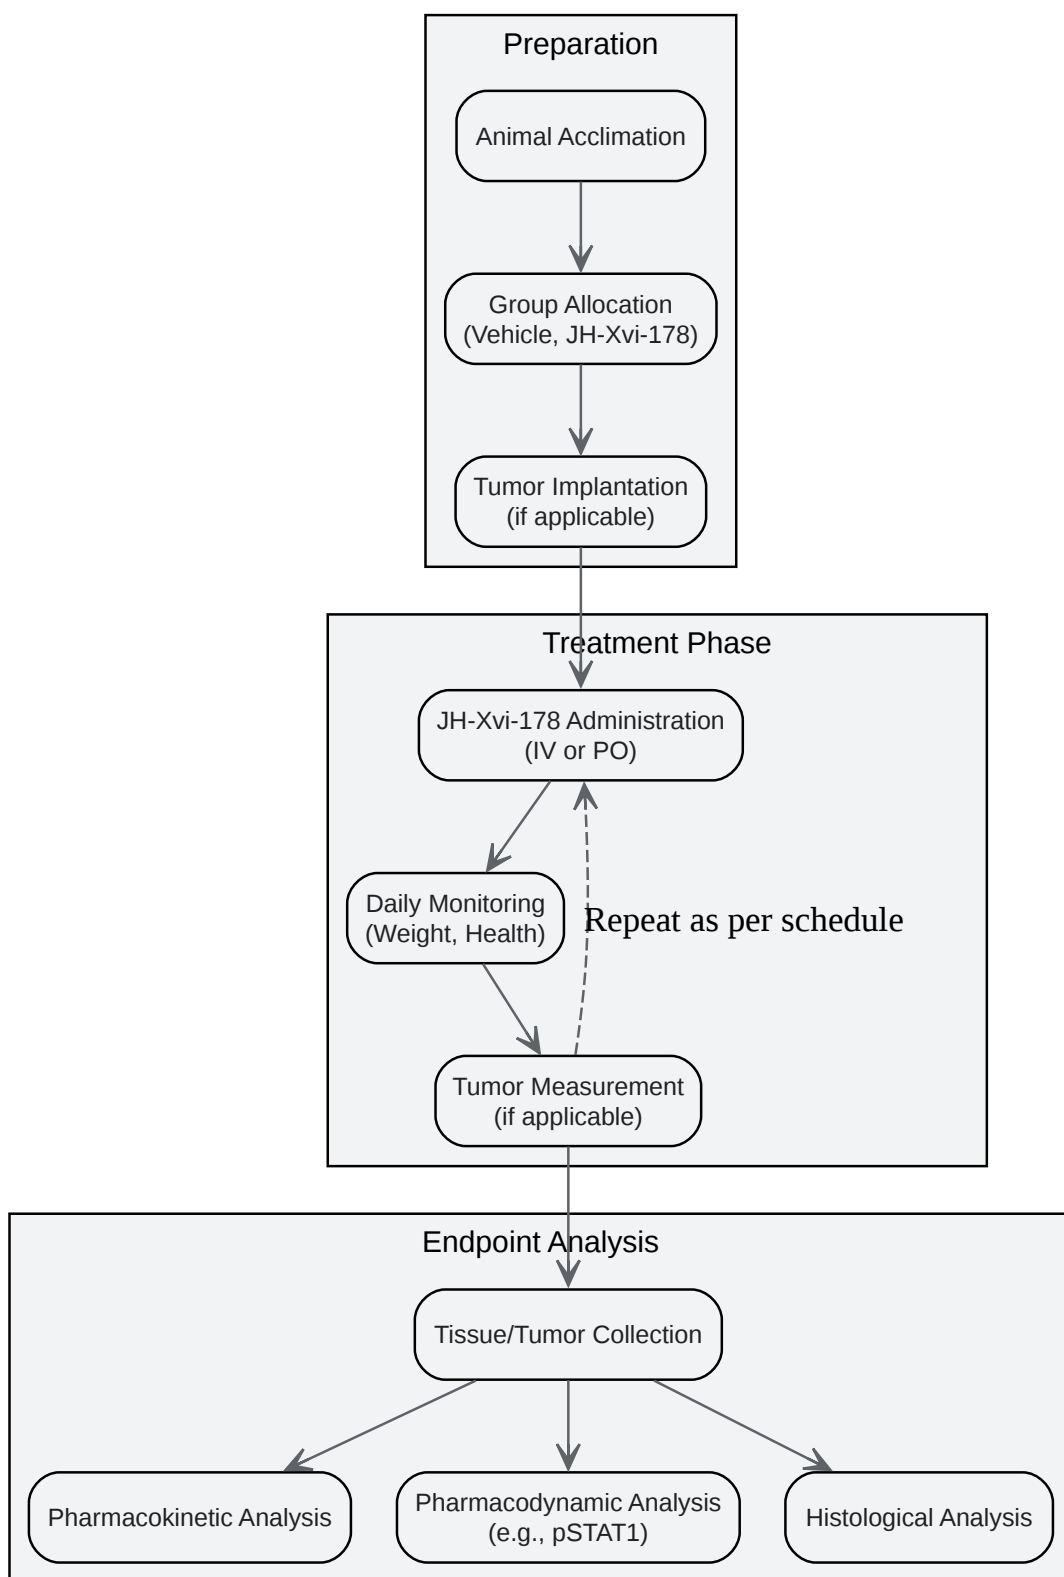 Preparation
Animal Acclimation
Group Allocation
(Vehicle, JH-Xvi-178)
Tumor Implantation
(if applicable)
Treatment Phase
JH-Xvi-178 Administration
(IV or PO)
Daily Monitoring
(Weight, Health)
Repeat as per schedule
Tumor Measurement
(if applicable)
Endpoint Analysis
Tissue/Tumor Collection
Pharmacokinetic Analysis
Pharmacodynamic Analysis
(e.g., pSTAT1)
Histological Analysis